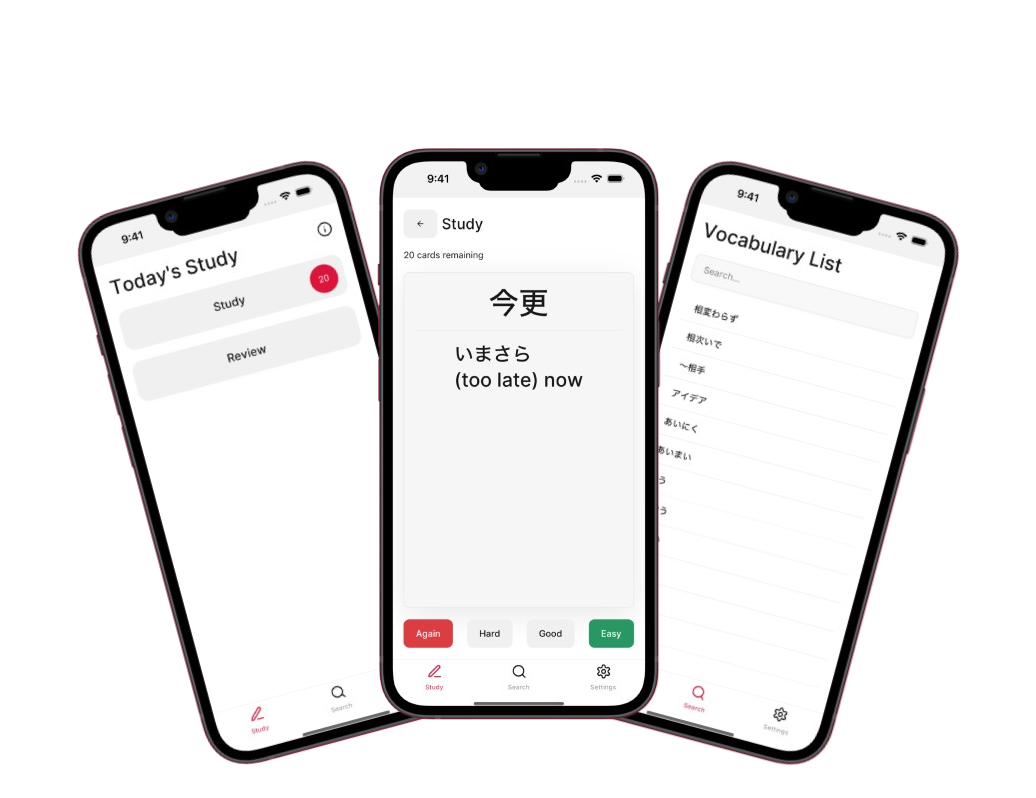 9:41
Today's Study
Study
20
Review
Study
Search
9:41
Study
20 cards remaining
今更
いまさら
(too late) now
Again
Hard
Good
Easy
Study
Search
Settings
9:41
Vocabulary List
Search...
相変わらず
相次いで
〜相手
アイデア
あいにく
あいまい
う
う
Search
Settings